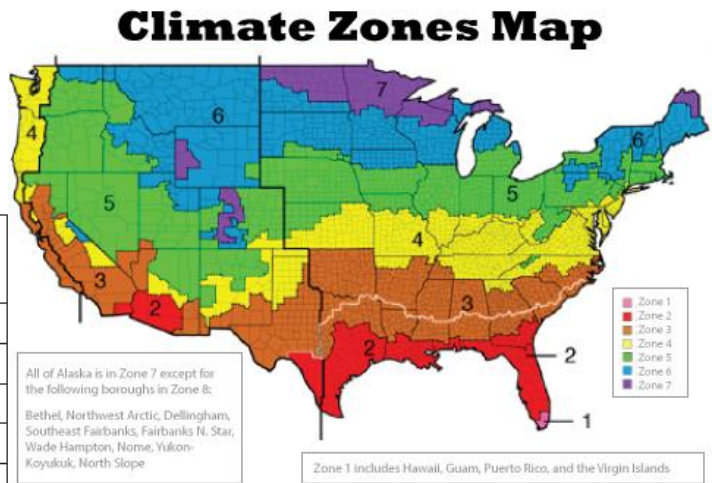 Climate Zones Map
7
6
4
6
5
5
4
3
3
2
2
2
1
Zone 1
Zone 2
Zone 3
Zone 4
Zone 5
Zone 6
Zone 7
All of Alaska is in Zone 7 except for
the following boroughs in Zone 8:
Bethel, Northwest Arctic, Dellingham,
Southeast Fairbanks, Fairbanks N. Star,
Wade Hampton, Nome, Yukon-
Koyukuk, North Slope
Zone 1 includes Hawaii, Guam, Puerto Rico, and the Virgin Islands